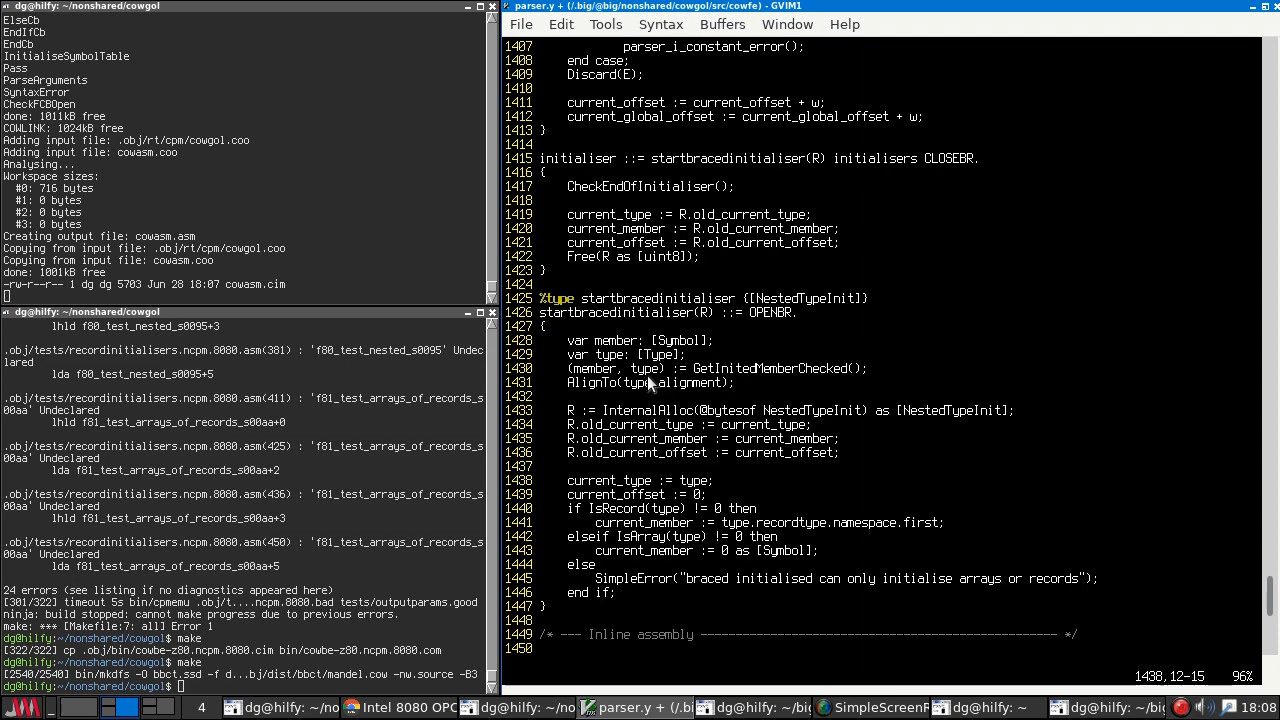 dg@hilfy: ~/nonshared/cowgol
ElseCb
EndIfCb
EndCb
InitialiseSymbolTable
Pass
ParseArguments
SyntaxError
CheckFCBOpen
done: 1011kB free
COWLINK: 1024kB free
Adding input file: .obj/rt/cpm/cowgol.coo
Adding input file: cowasm.coo
Analysing...
Workspace sizes:
  #0: 716 bytes
  #1: 0 bytes
  #2: 0 bytes
  #3: 0 bytes
Creating output file: cowasm.asm
Copying from input file: .obj/rt/cpm/cowgol.coo
Copying from input file: cowasm.coo
done: 1001kB free
-rw-r--r-- 1 dg dg 5703 Jun 28 18:07 cowasm.cim
dg@hilfy: ~/nonshared/cowgol
lhld f80_test_nested_s0095+3
.obj/tests/recordinitialisers.ncpm.8080.asm(381) : 'f80_test_nested_s0095' Undec
lared
lda f80_test_nested_s0095+5
.obj/tests/recordinitialisers.ncpm.8080.asm(411) : 'f81_test_arrays_of_records_s
00aa' Undeclared
lhld f81_test_arrays_of_records_s00aa+0
.obj/tests/recordinitialisers.ncpm.8080.asm(425) : 'f81_test_arrays_of_records_s
00aa' Undeclared
lda f81_test_arrays_of_records_s00aa+2
.obj/tests/recordinitialisers.ncpm.8080.asm(436) : 'f81_test_arrays_of_records_s
00aa' Undeclared
lhld f81_test_arrays_of_records_s00aa+3
.obj/tests/recordinitialisers.ncpm.8080.asm(450) : 'f81_test_arrays_of_records_s
00aa' Undeclared
lda f81_test_arrays_of_records_s00aa+5
24 errors (see listing if no diagnostics appeared here)
[301/322] timeout 5s bin/cpmemu .obj/t....ncpm.8080.bad tests/outputparams.good
ninja: build stopped: cannot make progress due to previous errors.
make: *** [Makefile:7: all] Error 1
dg@hilfy:~/nonshared/cowgol$ make
[322/322] cp .obj/bin/cowbe-z80.ncpm.8080.cim bin/cowbe-z80.ncpm.8080.com
dg@hilfy:~/nonshared/cowgol$ make
[2540/2540] bin/mkdfs -O bbct.ssd -f m...bj/dist/bbct/mandel.cow -nw.source -B3
dg@hilfy:~/nonshared/cowgol$
parser.y + (/.big/@big/nonshared/cowgol/src/cowfe) - GVIM1
File Edit Tools Syntax Buffers GVim Help
1407             parser_i_constant_error();
1408     end case;
1409     Discard(E);
1410
1411     current_offset := current_offset + w;
1412     current_global_offset := current_global_offset + w;
1413 }
1414
1415 initialiser ::= startbracedinitialiser(R) initialisers CLOSEBR.
1416 {
1417     CheckEndOfInitialiser();
1418
1419     current_type := R.old_current_type;
1420     current_member := R.old_current_member;
1421     current_offset := R.old_current_offset;
1422     Free(R as [uint8]);
1423 }
1424
1425 %type startbracedinitialiser {[NestedTypeInit]}
1426 startbracedinitialiser(R) ::= OPENBR.
1427 {
1428     var member: [Symbol];
1429     var type: [Type];
1430     (member, type) := GetInitedMemberChecked();
1431     AlignTo(type.alignment);
1432
1433     R := InternalAlloc(@bytesof NestedTypeInit) as [NestedTypeInit];
1434     R.old_current_type := current_type;
1435     R.old_current_member := current_member;
1436     R.old_current_offset := current_offset;
1437
1438     current_type := type;
1439     current_offset := 0;
1440     if IsRecord(type) != 0 then
1441         current_member := type.recordtype.namespace.first;
1442     elseif IsArray(type) != 0 then
1443         current_member := 0 as [Symbol];
1444     else
1445         SimpleError("braced initialised can only initialise arrays or records");
1446     end if;
1447 }
1448
1449 /* --- Inline assembly --------------------------------------------------- */
1450
1438,12-15 96%
4 dg@hilfy: ~/no Intel 8080 OPC dg@hilfy: ~/no parser.y + (/.bi dg@hilfy: ~/big SimpleScreenR dg@hilfy: ~ dg@hilfy: ~/big 18:08